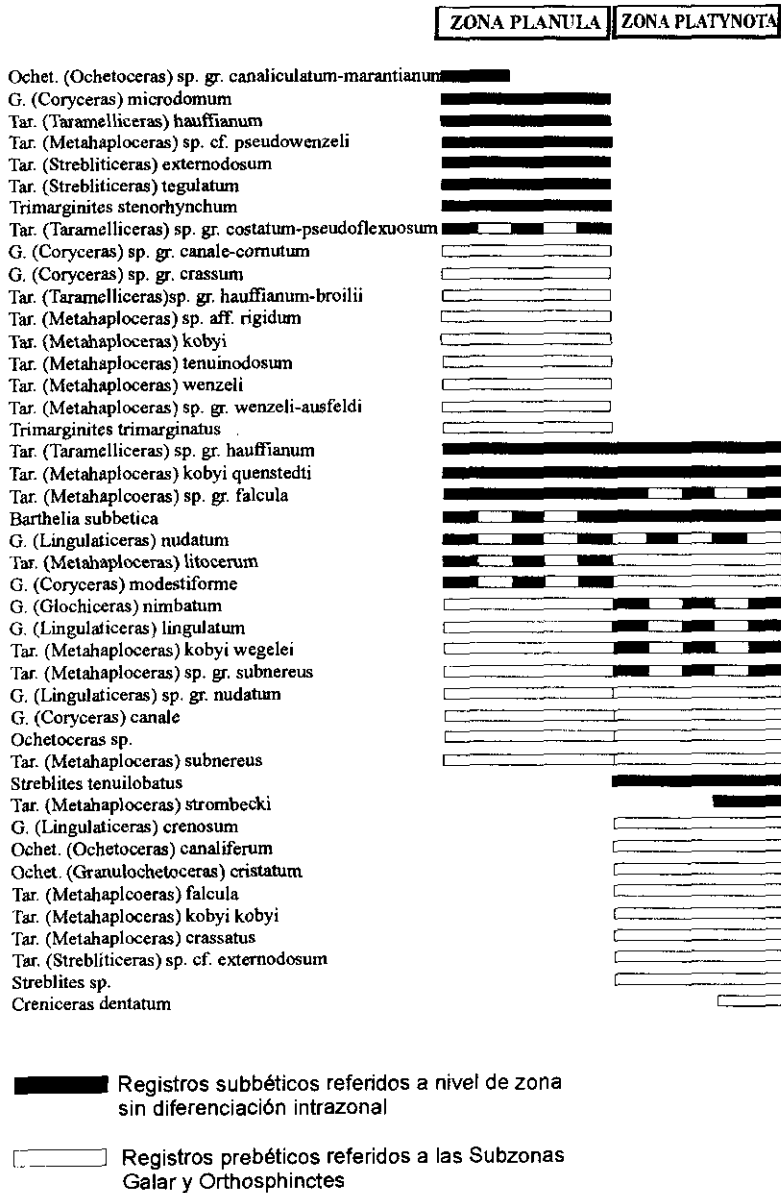 ZONA PLANULA ZONA PLATYNOTA
Ochet. (Ochetoceras) sp. gr. canaliculatum-marantianum
G. (Coryceras) microdomum
Tar. (Taramelliceras) hauffianum
Tar. (Metahaploceras) sp. cf. pseudowenzeli
Tar. (Strebliticeras) externodosum
Tar. (Strebliticeras) tegulatum
Trimarginites stenorhynchum
Tar. (Taramelliceras) sp. gr. costatum-pseudoflexuosum
G. (Coryceras) sp. gr. canale-cornutum
G. (Coryceras) sp. gr. crassum
Tar. (Taramelliceras)sp. gr. hauffianum-broilii
Tar. (Metahaploceras) sp. aff. rigidum
Tar. (Metahaploceras) kobyi
Tar. (Metahaploceras) tenuinodosum
Tar. (Metahaploceras) wenzeli
Tar. (Metahaploceras) sp. gr. wenzeli-ausfeldi
Trimarginites trimarginatus
Tar. (Taramelliceras) sp. gr. hauffianum
Tar. (Metahaploceras) kobyi quenstedti
Tar. (Metahaplcoeras) sp. gr. falcula
Barthelia subbetica
G. (Lingulaticeras) nudatum
Tar. (Metahaploceras) litocerum
G. (Coryceras) modestiforme
G. (Glochiceras) nimbatum
G. (Lingulaticeras) lingulatum
Tar. (Metahaploceras) kobyi wegelei
Tar. (Metahaploceras) sp. gr. subnereus
G. (Lingulaticeras) sp. gr. nudatum
G. (Coryceras) canale
Ochetoceras sp.
Tar. (Metahaploceras) subnereus
Streblites tenuilobatus
Tar. (Metahaploceras) strombecki
G. (Lingulaticeras) crenosum
Ochet. (Ochetoceras) canaliferum
Ochet. (Granulochetoceras) cristatum
Tar. (Metahaplcoeras) falcula
Tar. (Metahaploceras) kobyi kobyi
Tar. (Metahaploceras) crassatus
Tar. (Strebliticeras) sp. cf. externodosum
Streblites sp.
Creniceras dentatum
Registros subbéticos referidos a nivel de zona
sin diferenciación intrazonal
Registros prebéticos referidos a las Subzonas
Galar y Orthosphinctes